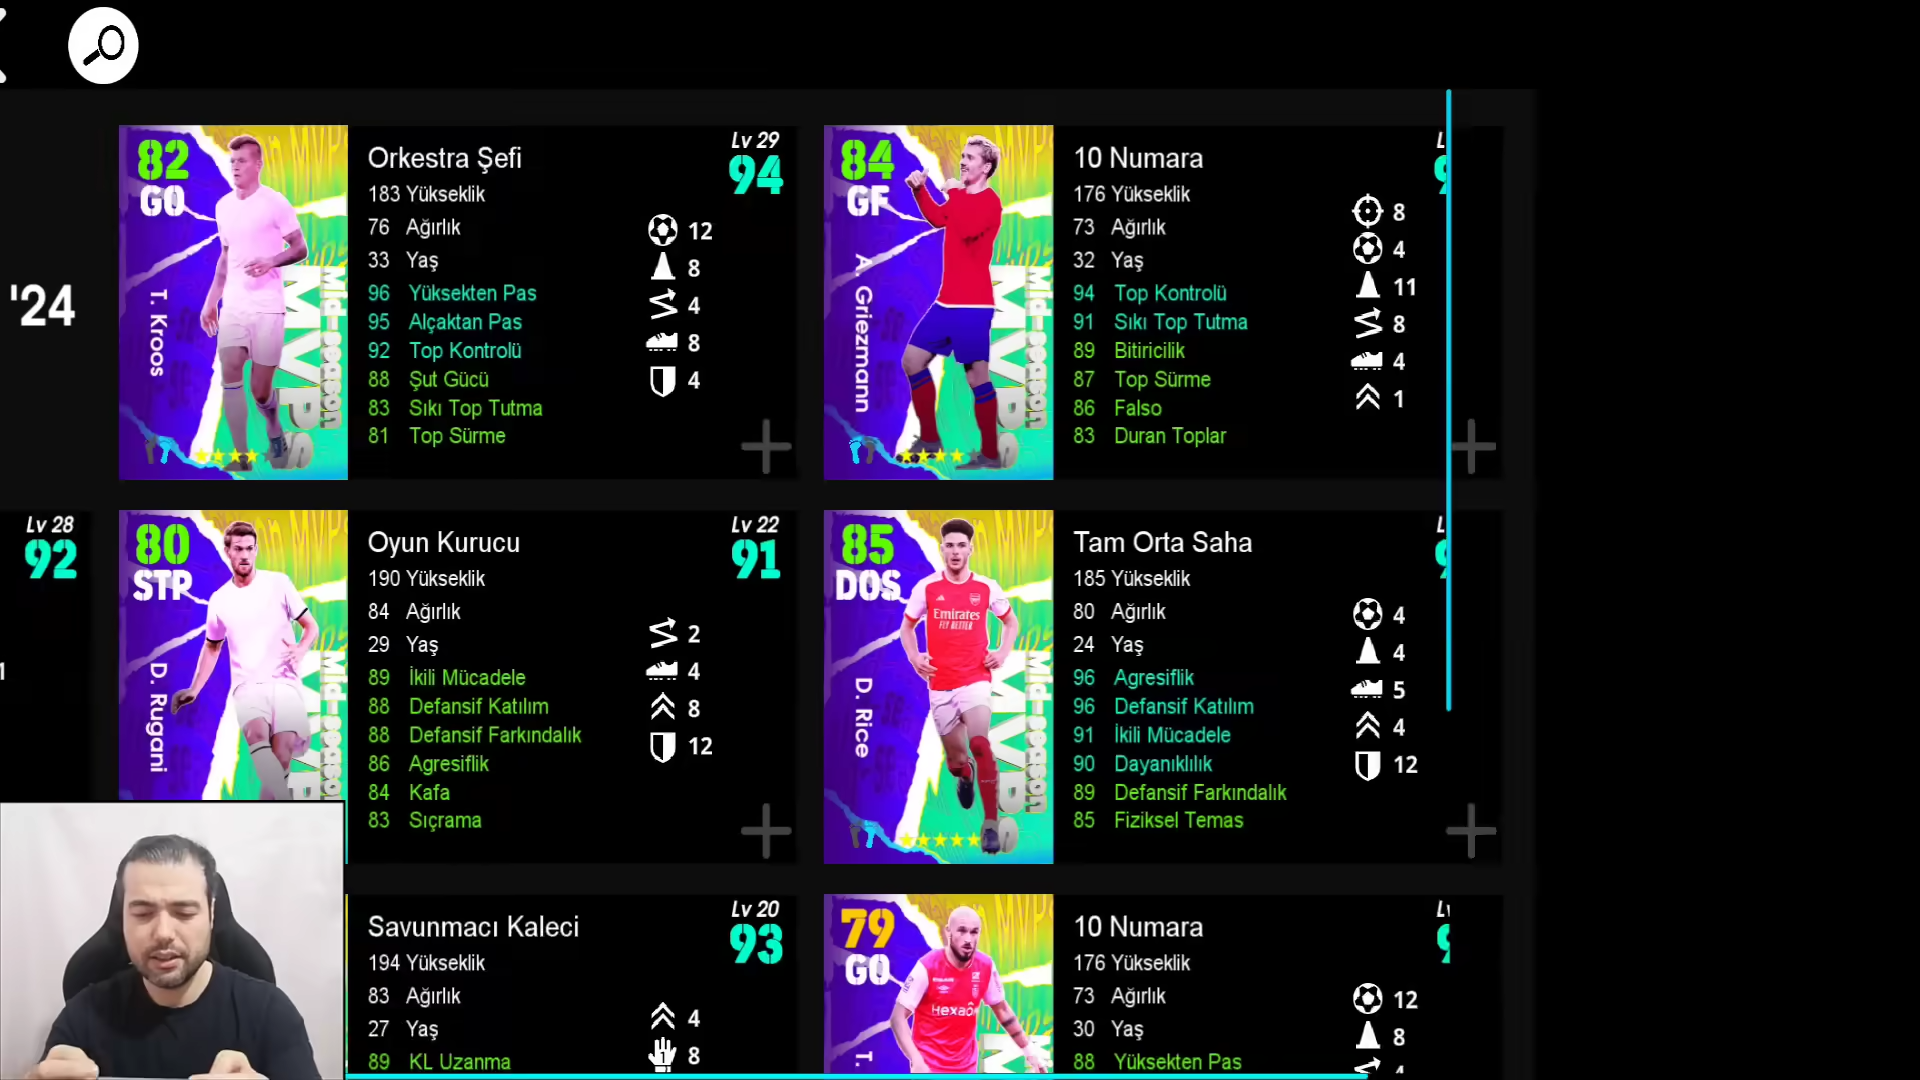 '24
82
GO
T. Kroos
Mid-season
MVPS
Orkestra Şefi
Lv 29
94
183 Yükseklik
76 Ağırlık
33 Yaş
96 Yüksekten Pas
95 Alçaktan Pas
92 Top Kontrolü
88 Şut Gücü
83 Sıkı Top Tutma
81 Top Sürme
12
8
4
8
4
84
GF
A. Griezmann
Mid-season
MVPS
10 Numara
176 Yükseklik
73 Ağırlık
32 Yaş
94 Top Kontrolü
91 Sıkı Top Tutma
89 Bitiricilik
87 Top Sürme
86 Falso
83 Duran Toplar
8
4
11
8
4
1
Lv 28
92
80
STP
D. Rugani
Mid-season
Oyun Kurucu
Lv 22
91
190 Yükseklik
84 Ağırlık
29 Yaş
89 İkili Mücadele
88 Defansif Katılım
88 Defansif Farkındalık
86 Agresiflik
84 Kafa
83 Sıçrama
2
4
8
12
85
DOS
D. Rice
Emirates
FLY BETTER
Mid-season
MVPS
Tam Orta Saha
185 Yükseklik
80 Ağırlık
24 Yaş
96 Agresiflik
96 Defansif Katılım
91 İkili Mücadele
90 Dayanıklılık
89 Defansif Farkındalık
85 Fiziksel Temas
4
4
5
4
12
Savunmacı Kaleci
Lv 20
93
194 Yükseklik
83 Ağırlık
27 Yaş
89 KL Uzanma
4
8
79
GO
T.
Hexaô
10 Numara
176 Yükseklik
73 Ağırlık
30 Yaş
88 Yüksekten Pas
12
8